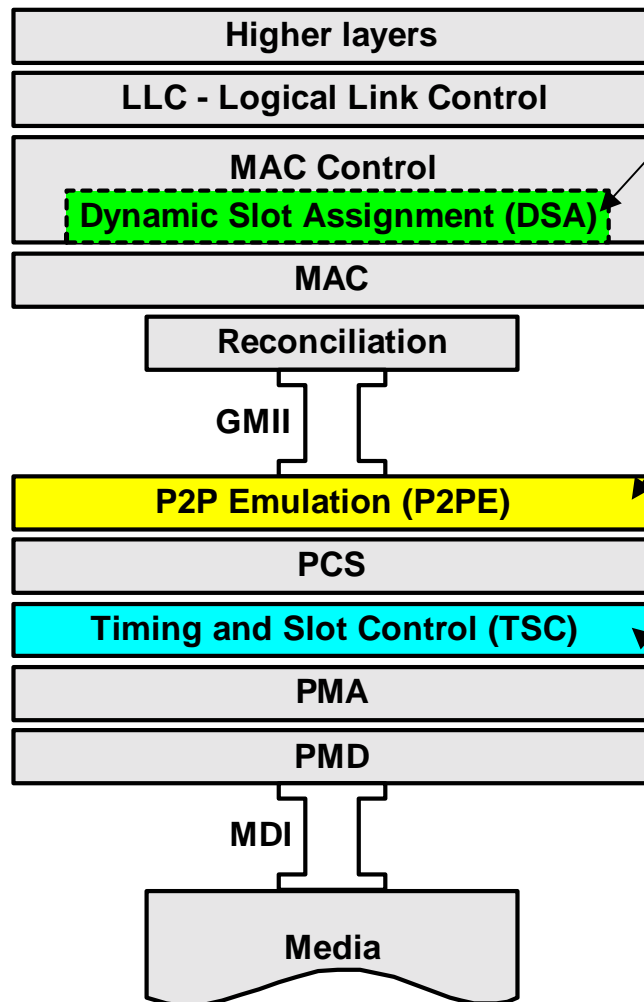 Higher layers
LLC - Logical Link Control
MAC Control
Dynamic Slot Assignment (DSA)
MAC
Reconciliation
GMII
P2P Emulation (P2PE)
PCS
Timing and Slot Control (TSC)
PMA
PMD
MDI
Media